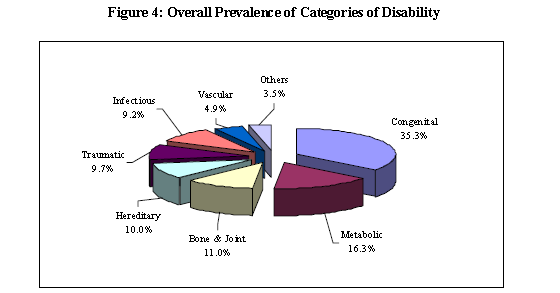 Figure 4: Overall Prevalence of Categories of Disability
Others
3.5%
Vascular
4.9%
Infectious
9.2%
Congenital
35.3%
Traumatic
9.7%
Hereditary
10.0%
Bone & Joint
11.0%
Metabolic
16.3%